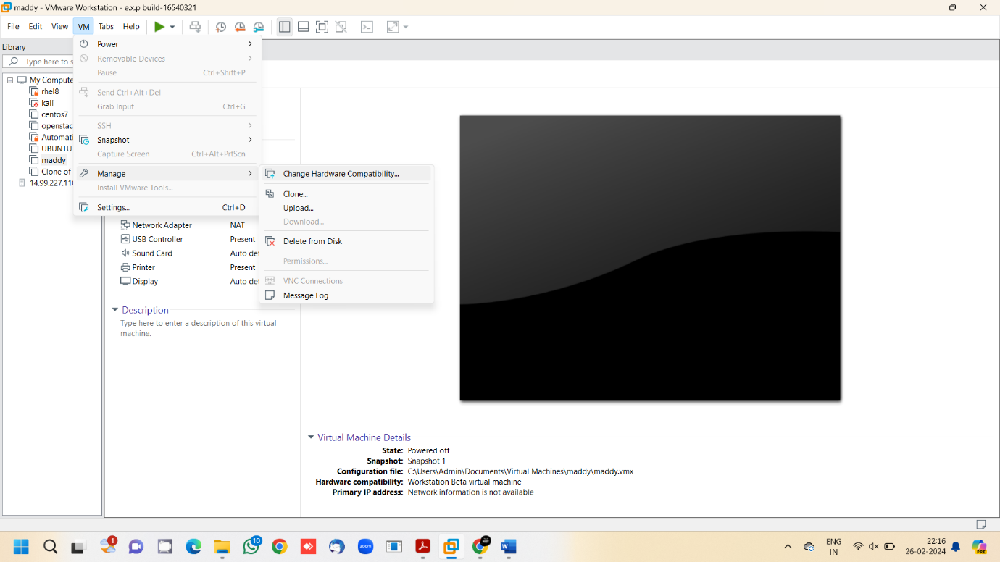 maddy - VMware Workstation - e.x.p build-16540321
File Edit View VM Tabs Help
Library
Type here to s
My Compute
rhel8
kali
centos7
openstac
Automati
UBUNTU
maddy
Clone of
14.99.227.110
Power
Removable Devices
Pause Ctrl+Shift+P
Send Ctrl+Alt+Del
Grab Input Ctrl+G
SSH
Snapshot
Capture Screen Ctrl+Alt+PrtScn
Manage
Install VMware Tools...
Settings... Ctrl+D
Change Hardware Compatibility...
Clone...
Upload...
Download...
Delete from Disk
Permissions...
VNC Connections
Message Log
Network Adapter NAT
USB Controller Present
Sound Card Auto det
Printer Present
Display Auto det
Description
Type here to enter a description of this virtual
machine.
Virtual Machine Details
State: Powered off
Snapshot: Snapshot 1
Configuration file: C:\Users\Admin\Documents\Virtual Machines\maddy\maddy.vmx
Hardware compatibility: Workstation Beta virtual machine
Primary IP address: Network information is not available
1
10
zoom
ENG
IN
22:16
26-02-2024
PRE